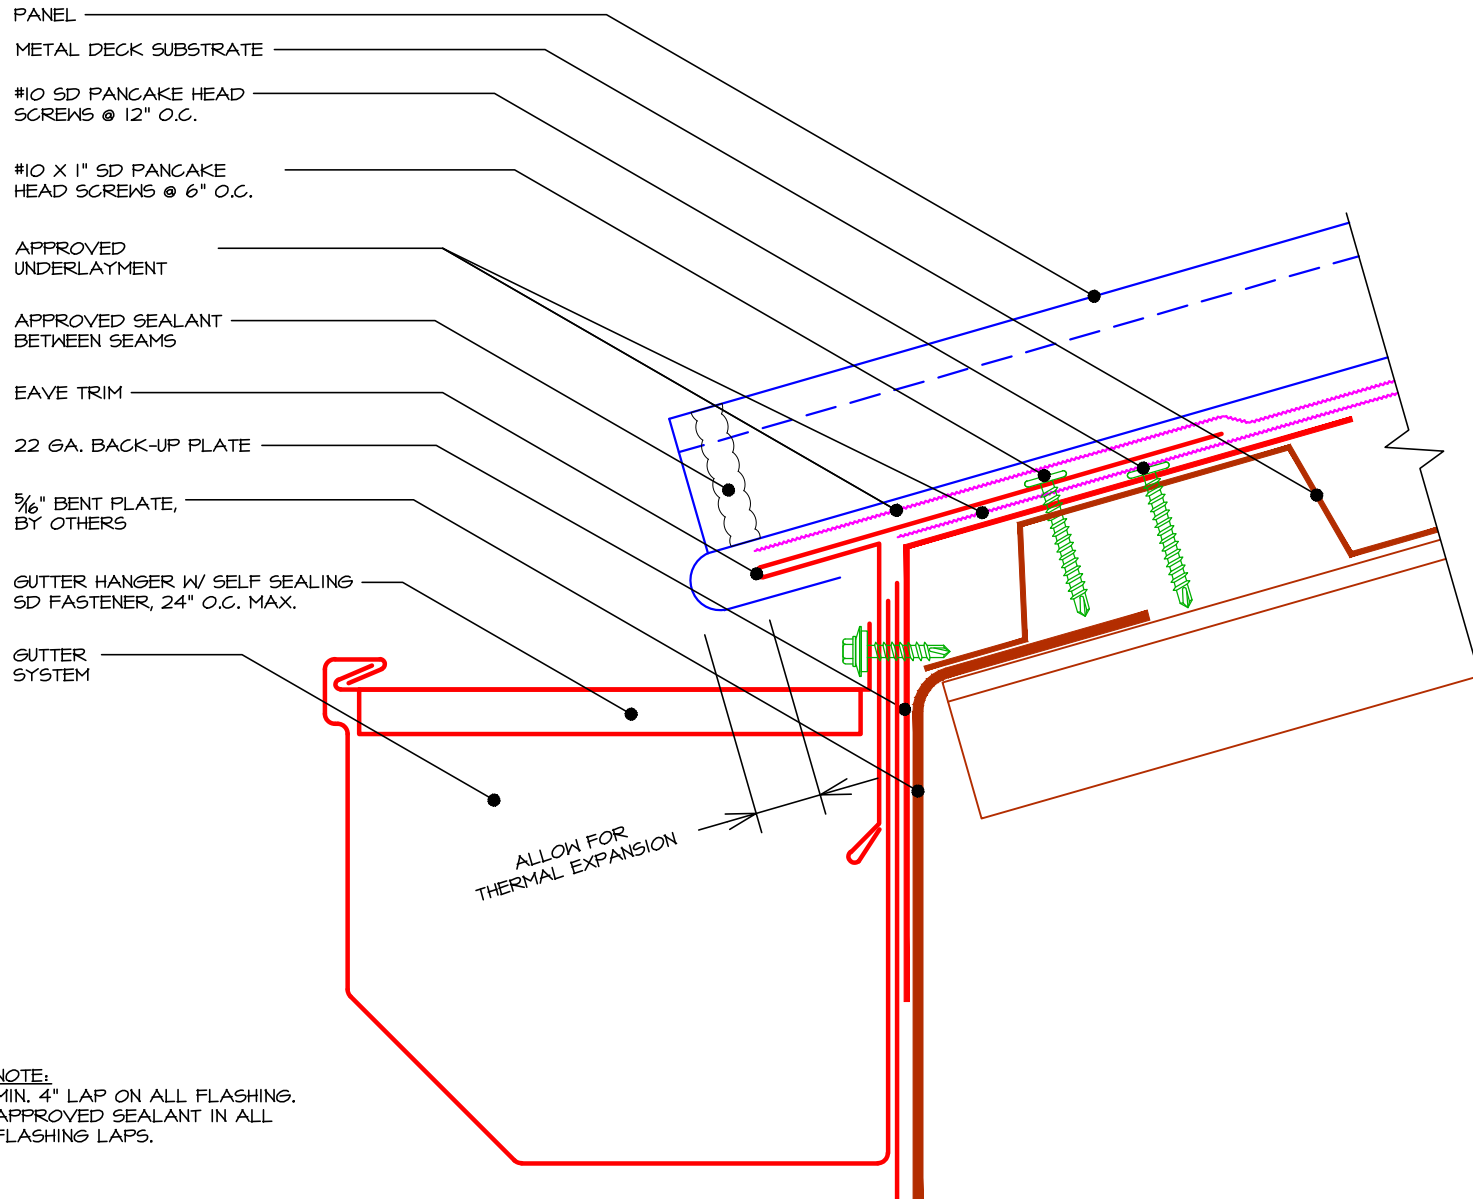 PANEL
METAL DECK SUBSTRATE
#10 SD PANCAKE HEAD
SCREWS @ 12" O.C.
#10 X 1" SD PANCAKE
HEAD SCREWS @ 6" O.C.
APPROVED
UNDERLAYMENT
APPROVED SEALANT
BETWEEN SEAMS
EAVE TRIM
22 GA. BACK-UP PLATE
5/16" BENT PLATE,
BY OTHERS
GUTTER HANGER W/ SELF SEALING
SD FASTENER, 24" O.C. MAX.
GUTTER
SYSTEM
ALLOW FOR
THERMAL EXPANSION
NOTE:
MIN. 4" LAP ON ALL FLASHING.
APPROVED SEALANT IN ALL
FLASHING LAPS.